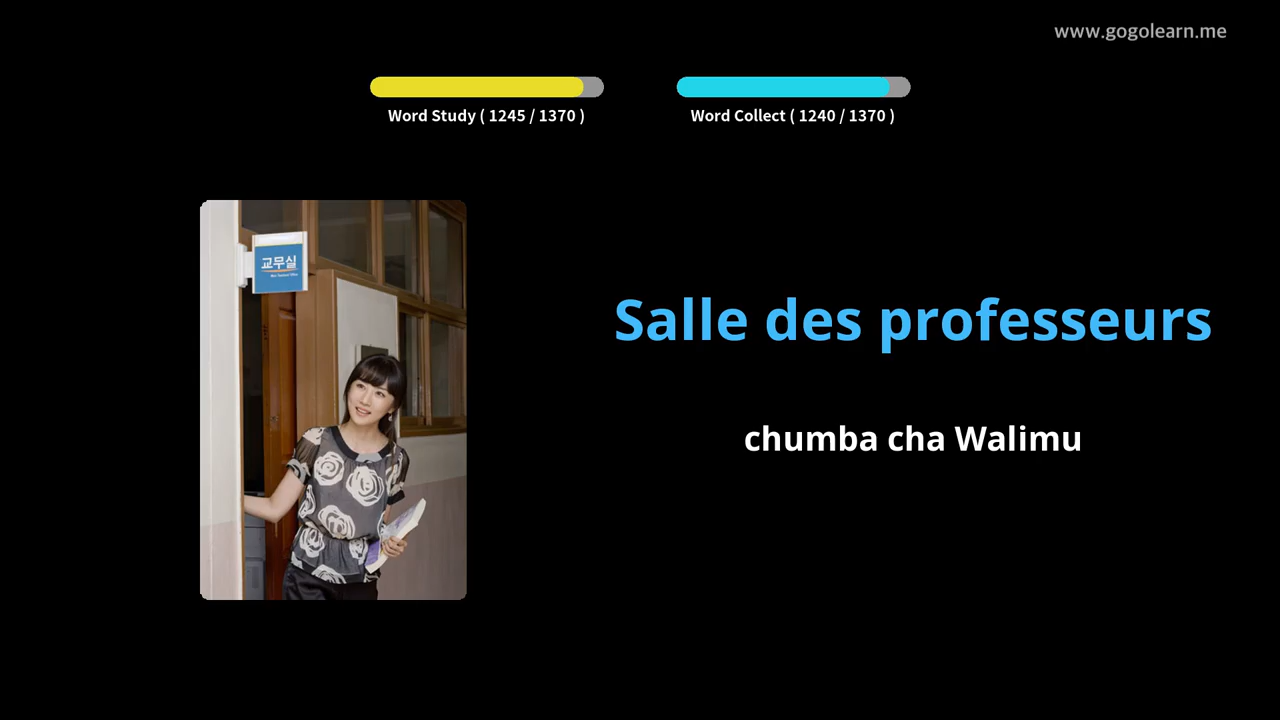 www.gogolearn.me
Word Study ( 1245 / 1370 )
Word Collect ( 1240 / 1370 )
교무실
Salle des professeurs
chumba cha Walimu